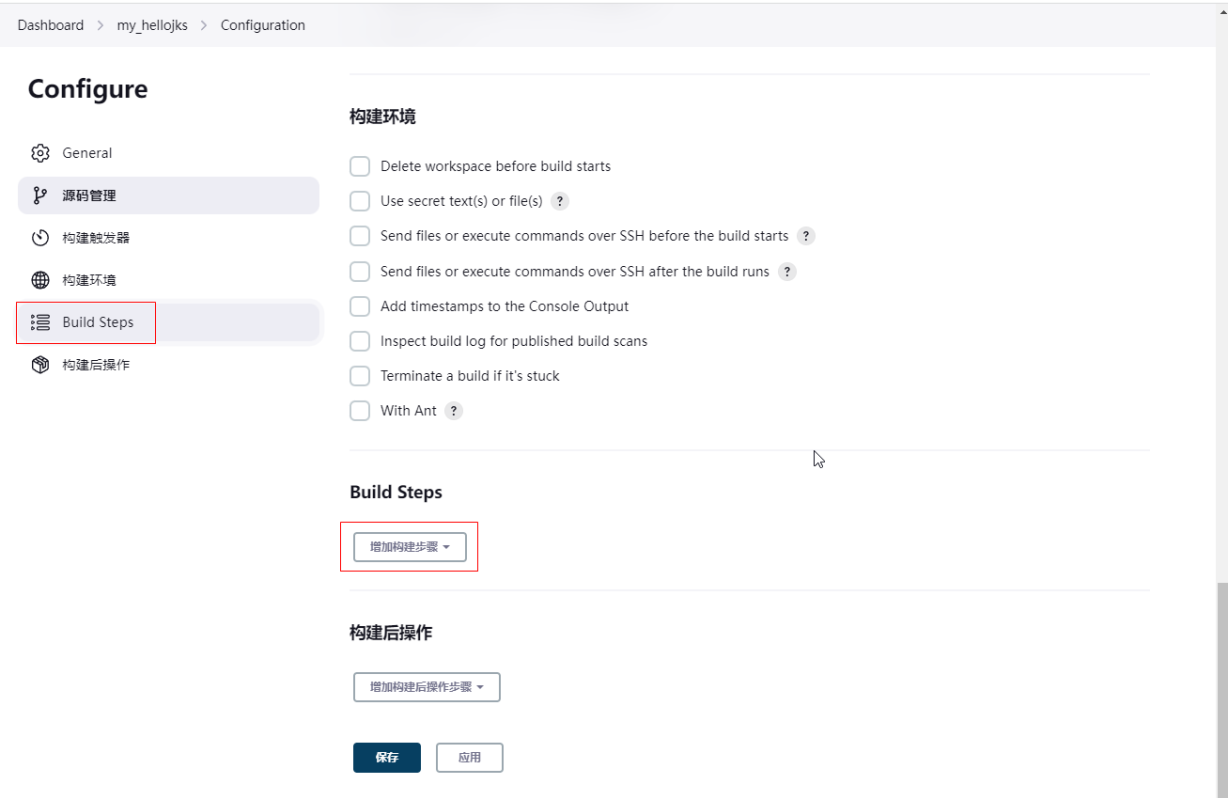 Dashboard > my_hellojks > Configuration
Configure
General
源码管理
构建触发器
构建环境
Build Steps
构建后操作
构建环境
Delete workspace before build starts
Use secret text(s) or file(s) ?
Send files or execute commands over SSH before the build starts ?
Send files or execute commands over SSH after the build runs ?
Add timestamps to the Console Output
Inspect build log for published build scans
Terminate a build if it's stuck
With Ant ?
Build Steps
增加构建步骤
构建后操作
增加构建后操作步骤
保存 应用